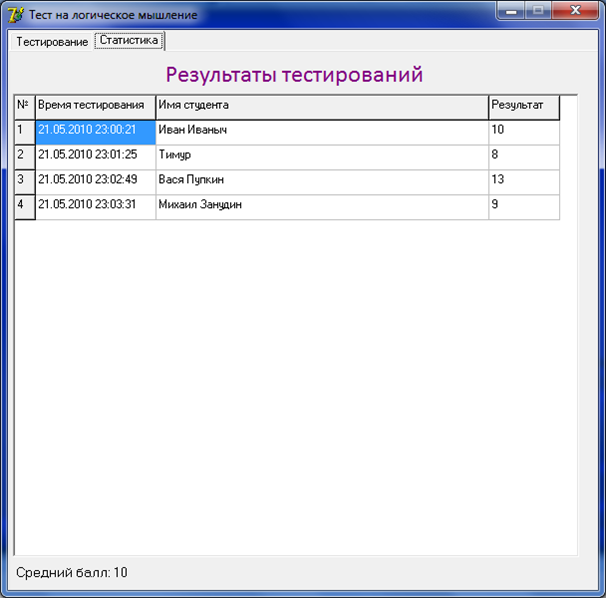 Тест на логическое мышление
Тестирование Статистика
Результаты тестирований
№ Время тестирования Имя студента Результат
1 21.05.2010 23:00:21 Иван Иваныч 10
2 21.05.2010 23:01:25 Тимур 8
3 21.05.2010 23:02:49 Вася Пупкин 13
4 21.05.2010 23:03:31 Михаил Занудин 9
Средний балл: 10